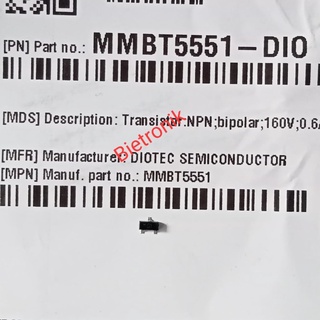 [PN] Part no.: MMBT5551-DIO
[MDS] Description: Transistor:NPN;bipolar;160V;0.6A
Bietronik
[MFR] Manufacturer: DIOTEC SEMICONDUCTOR
[MPN] Manuf. part no.: MMBT5551